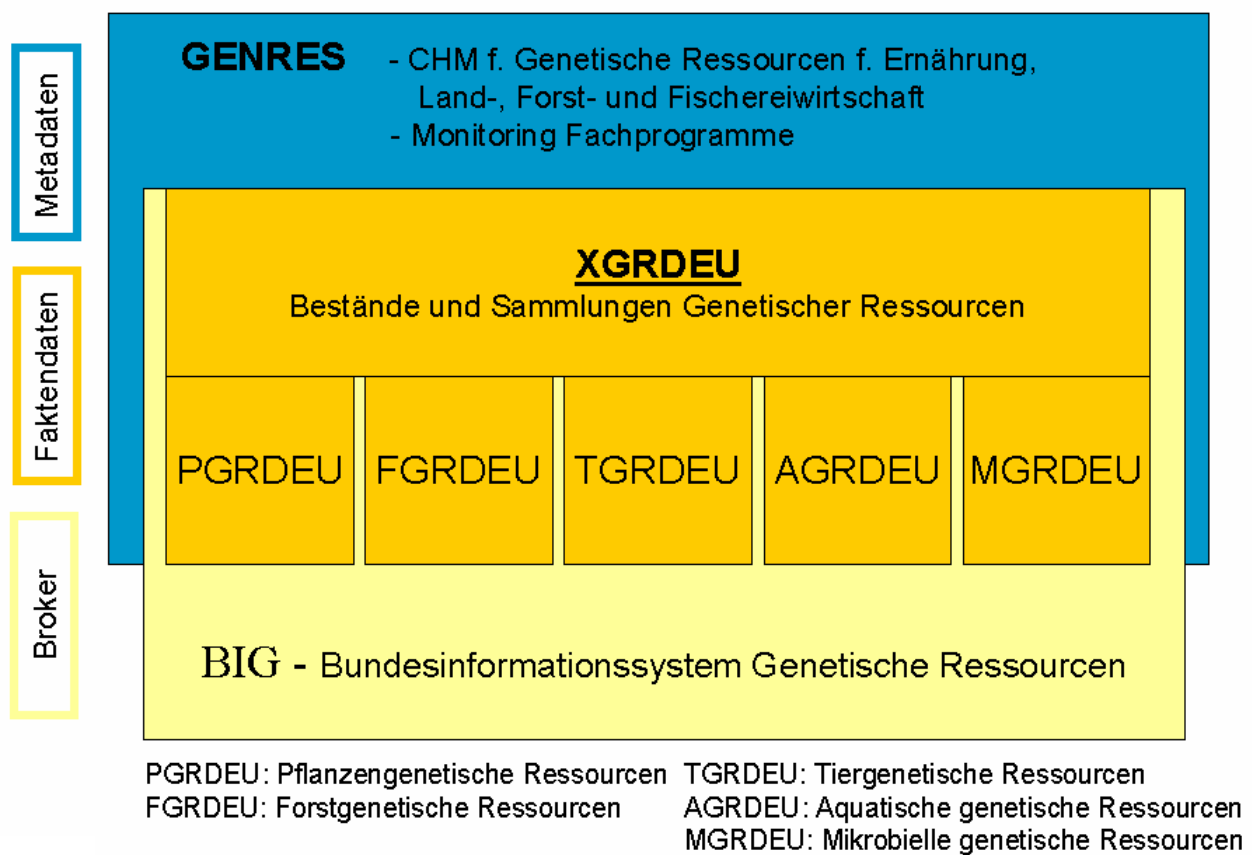 Metadaten
Faktendaten
Broker
GENRES - CHM f. Genetische Ressourcen f. Ernährung,
Land-, Forst- und Fischereiwirtschaft
- Monitoring Fachprogramme
XGRDEU
Bestände und Sammlungen Genetischer Ressourcen
PGRDEU FGRDEU TGRDEU AGRDEU MGRDEU
BIG - Bundesinformationssystem Genetische Ressourcen
PGRDEU: Pflanzengenetische Ressourcen TGRDEU: Tiergenetische Ressourcen
FGRDEU: Forstgenetische Ressourcen AGRDEU: Aquatische genetische Ressourcen
MGRDEU: Mikrobielle genetische Ressourcen